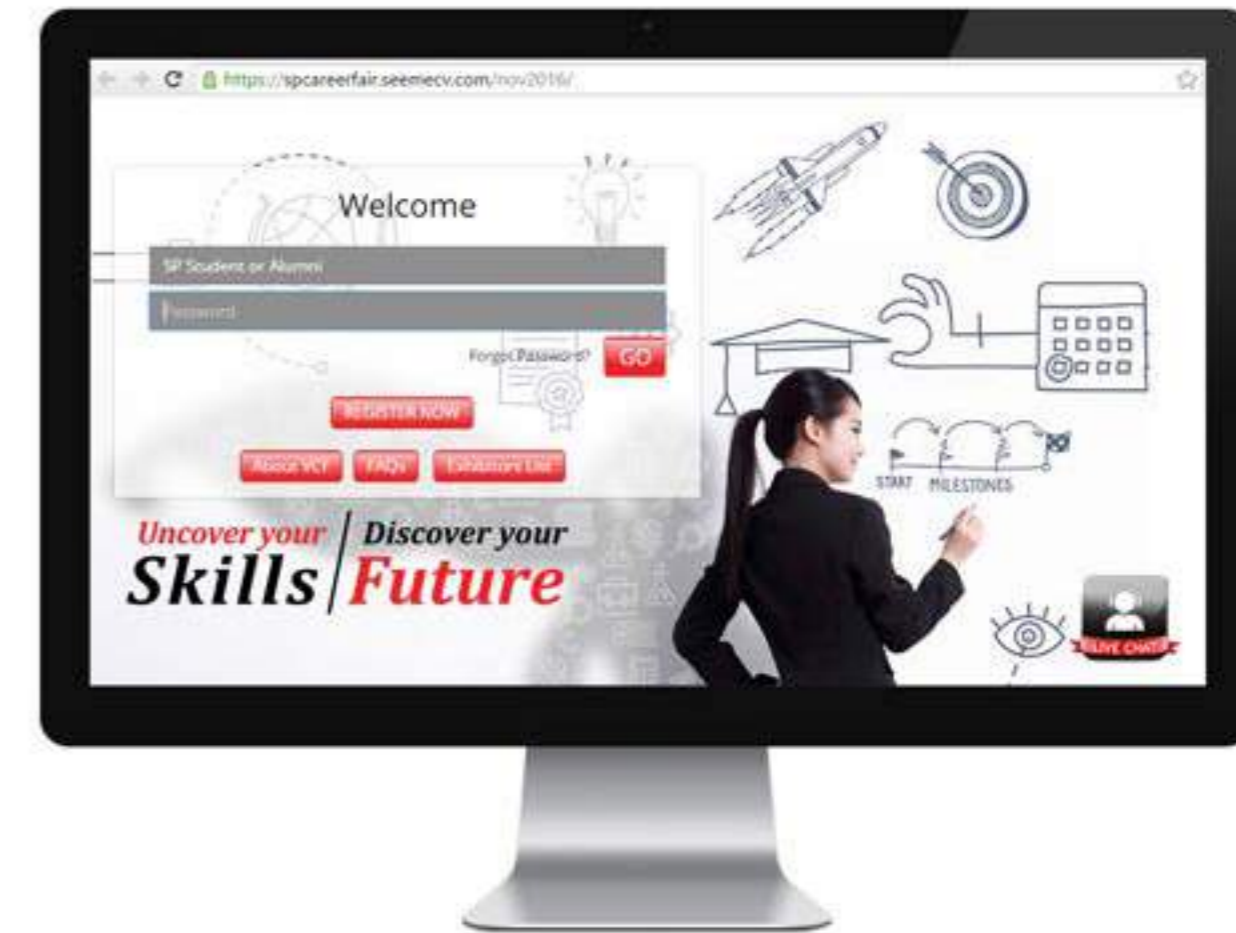 https://spcareerfair.seemecv.com/nov2016/
Welcome
SP Student or Alumni
Password
Forgot Password?
GO
REGISTER NOW
About VCF
FAQs
Exhibitors List
Uncover your
Skills
Discover your
Future
START
MILESTONES
LIVE CHAT